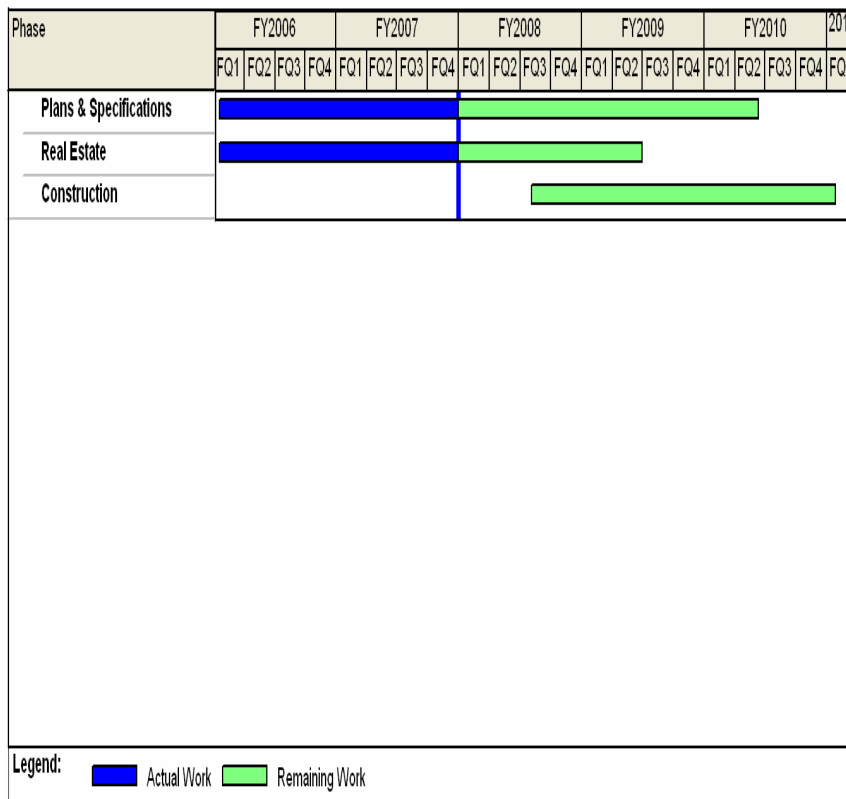 Phase FY2006 FY2007 FY2008 FY2009 FY2010 201
FQ1 FQ2 FQ3 FQ4 FQ1 FQ2 FQ3 FQ4 FQ1 FQ2 FQ3 FQ4 FQ1 FQ2 FQ3 FQ4 FQ1 FQ2 FQ3 FQ4 FQ
Plans & Specifications
Real Estate
Construction
Legend: Actual Work Remaining Work